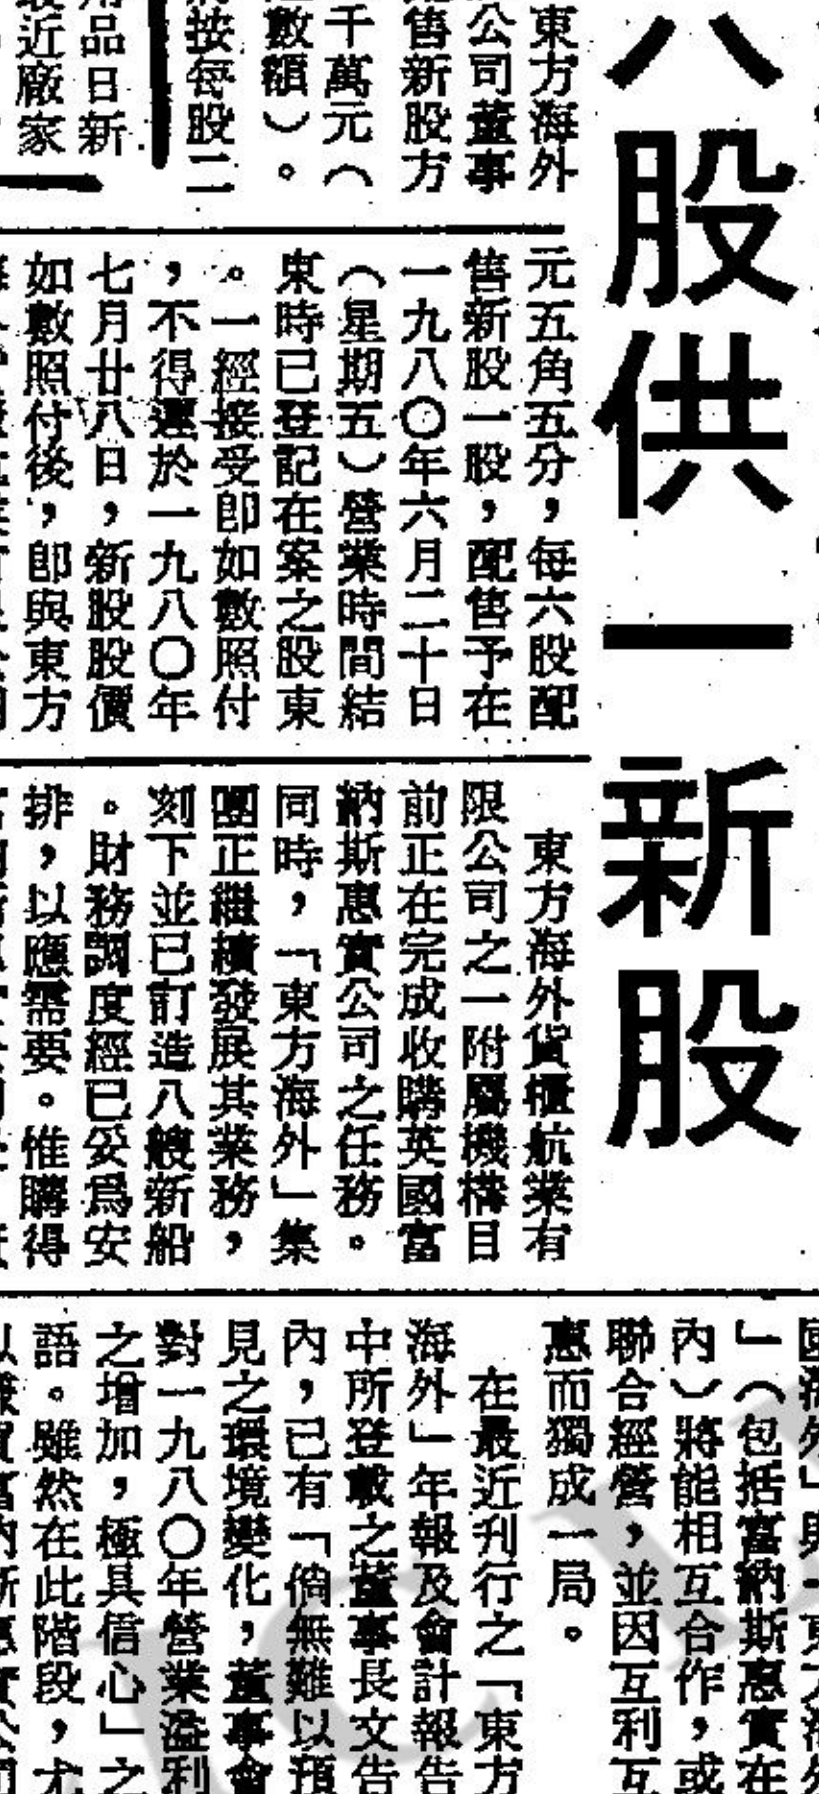 六股供一新股
東方海外
公司董事
售新股方
千萬元（
數額）。
按每股二
品日新
近廠家
元五角五分，每六股配
售新股一股，配售予在
一九八〇年六月二十日
（星期五）營業時間結
束時已登記在案之股東
。一經接受即如數照付
，不得遲於一九八〇年
七月廿八日，新股股價
如數照付後，即與東方
東方海外貨櫃航業有
限公司之一附屬機構目
前正在完成收購英國富
納斯惠實公司之任務。
同時，「東方海外」集
團正繼續發展其業務，
刻下並已訂造八艘新船
。財務調度經已妥為安
排，以應需要。惟購得
」（包括富納斯惠實在
內）將能相互合作，或
聯合經營，並因互利互
惠而獨成一局。
在最近刊行之「東方
海外」年報及會計報告
中所登載之董事長文告
內，已有「倘無難以預
見之環境變化，董事會
對一九八〇年營業溢利
之增加，極具信心」之
語。雖然在此階段，尤